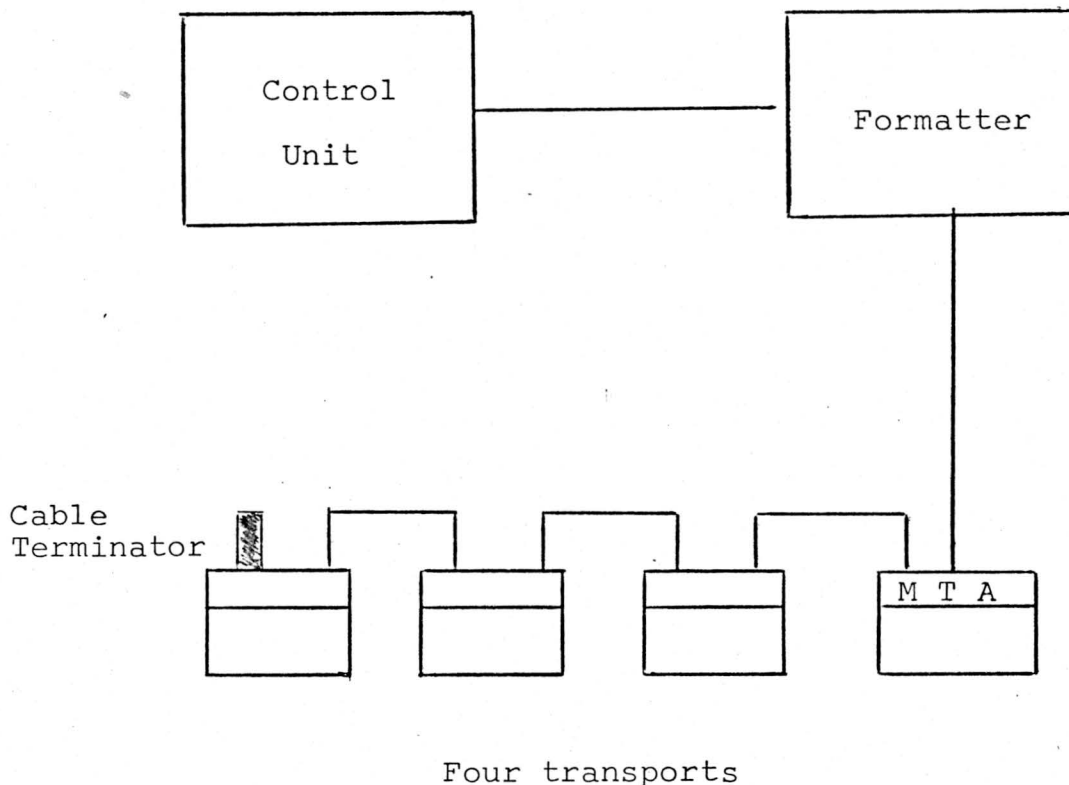 Control
Unit
Formatter
Cable
Terminator
M T A
Four transports